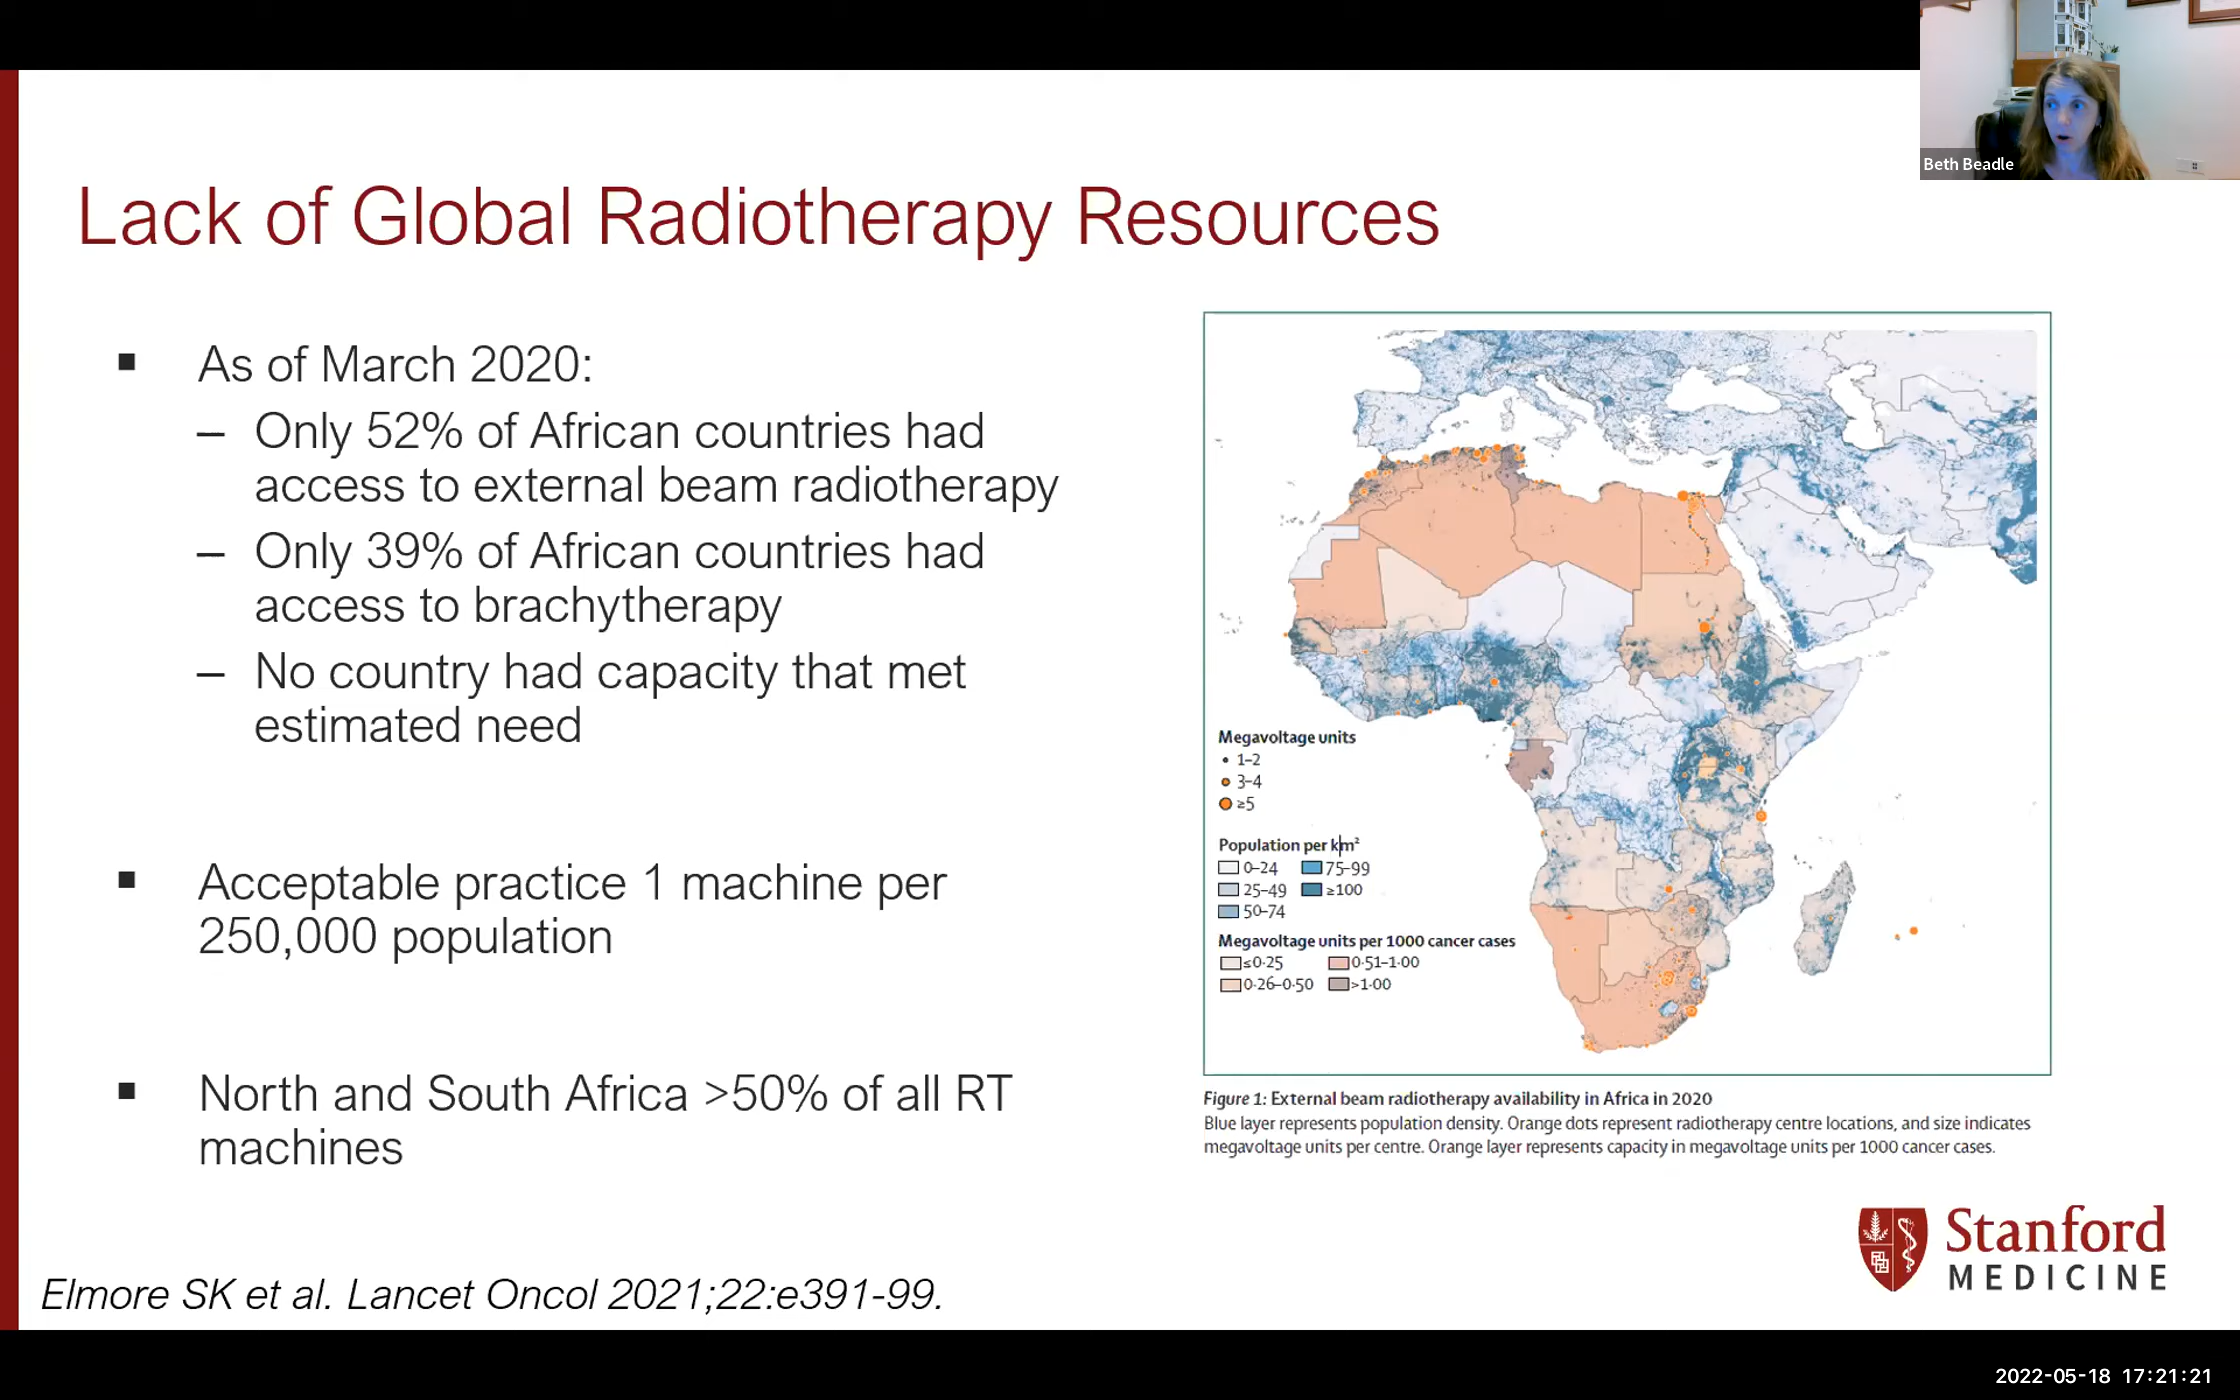 Beth Beadle
Lack of Global Radiotherapy Resources
▪ As of March 2020:
– Only 52% of African countries had
access to external beam radiotherapy
– Only 39% of African countries had
access to brachytherapy
– No country had capacity that met
estimated need
▪ Acceptable practice 1 machine per
250,000 population
▪ North and South Africa >50% of all RT
machines
Elmore SK et al. Lancet Oncol 2021;22:e391-99.
Megavoltage units
1–2
3–4
≥5
Population per km²
0–24 75–99
25–49 ≥100
50–74
Megavoltage units per 1000 cancer cases
≤0·25 0·51–1·00
0·26–0·50 >1·00
Figure 1: External beam radiotherapy availability in Africa in 2020
Blue layer represents population density. Orange dots represent radiotherapy centre locations, and size indicates
megavoltage units per centre. Orange layer represents capacity in megavoltage units per 1000 cancer cases.
Stanford
MEDICINE
2022-05-18 17:21:21